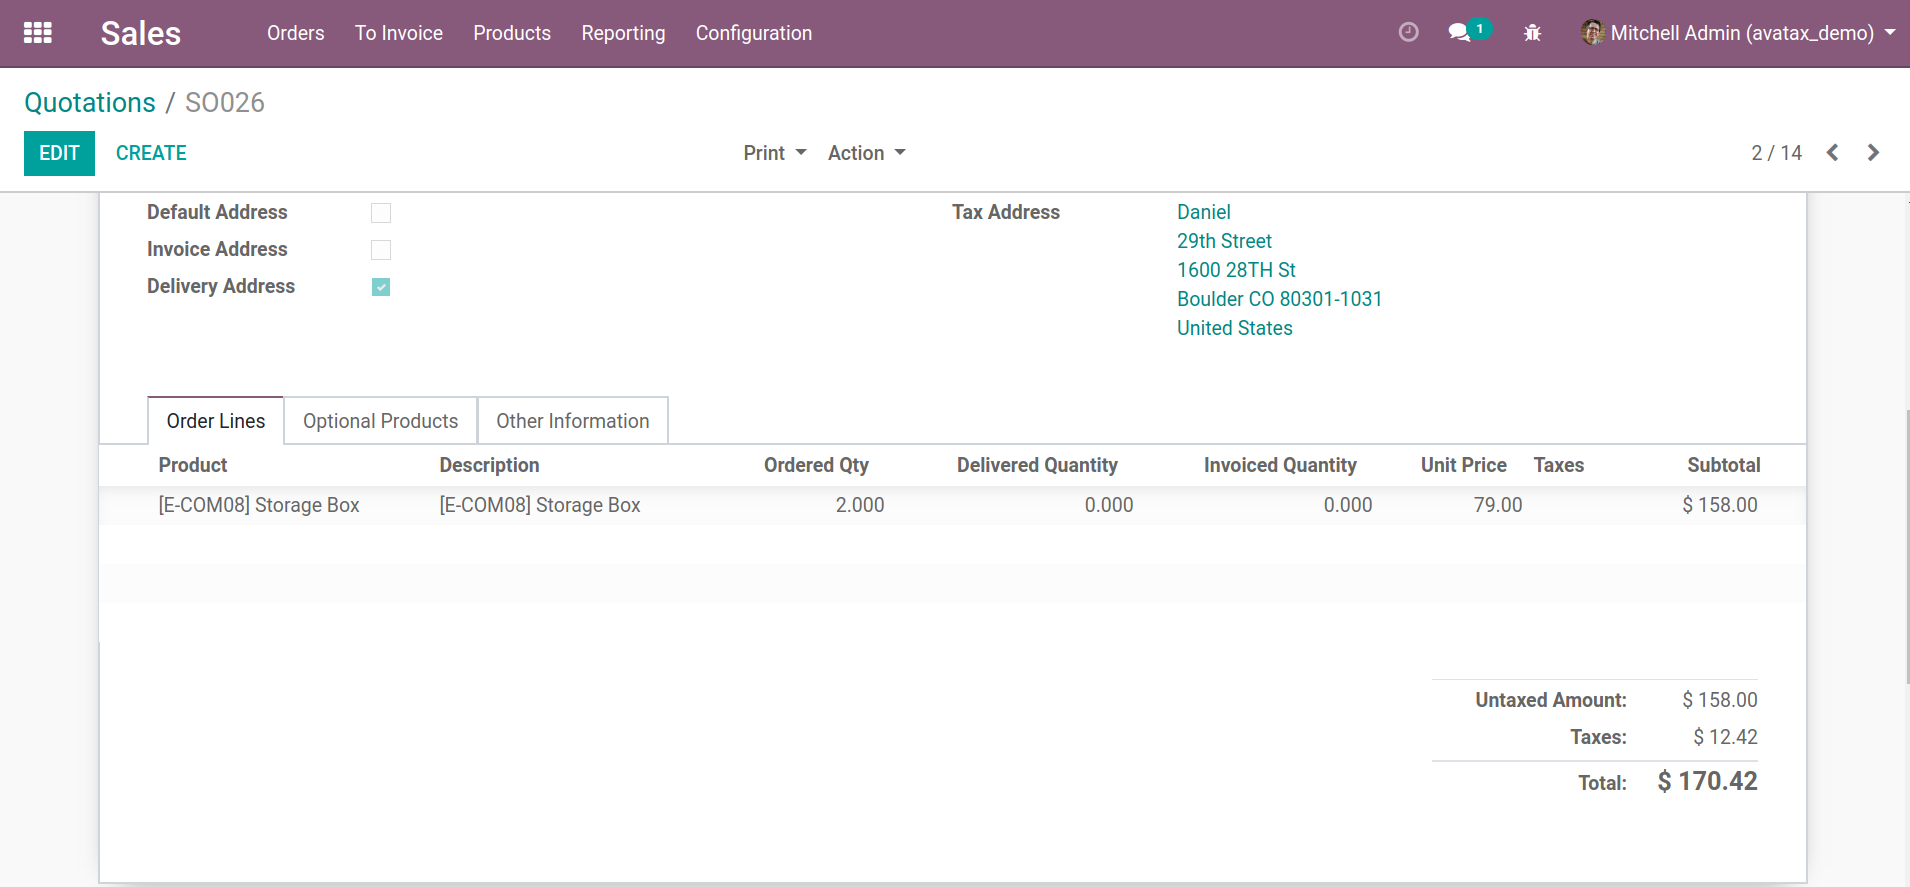 Sales Orders To Invoice Products Reporting Configuration 1 Mitchell Admin (avatax_demo)
Quotations / SO026
EDIT CREATE Print Action 2 / 14
Default Address
Invoice Address
Delivery Address
Tax Address Daniel
29th Street
1600 28TH St
Boulder CO 80301-1031
United States
Order Lines Optional Products Other Information
Product Description Ordered Qty Delivered Quantity Invoiced Quantity Unit Price Taxes Subtotal
[E-COM08] Storage Box [E-COM08] Storage Box 2.000 0.000 0.000 79.00 $ 158.00
Untaxed Amount: $ 158.00
Taxes: $ 12.42
Total: $ 170.42